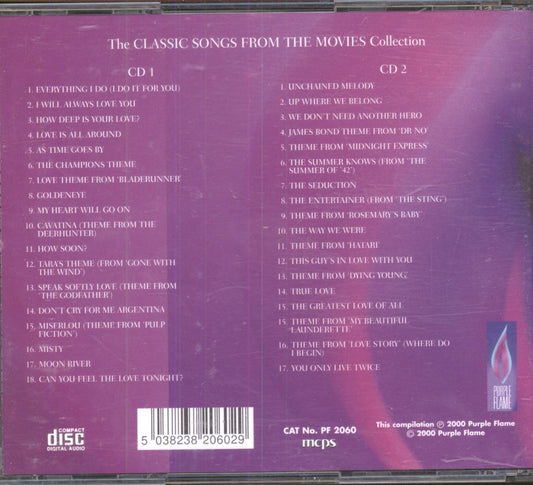 The CLASSIC SONGS FROM THE MOVIES Collection
CD 1
1. EVERYTHING I DO (I DO IT FOR YOU)
2. I WILL ALWAYS LOVE YOU
3. HOW DEEP IS YOUR LOVE?
4. LOVE IS ALL AROUND
5. AS TIME GOES BY
6. THE CHAMPIONS THEME
7. LOVE THEME FROM 'BLADERUNNER'
8. GOLDENEYE
9. MY HEART WILL GO ON
10. CAVATINA (THEME FROM THE
DEERHUNTER)
11. HOW SOON?
12. TARA'S THEME (FROM 'GONE WITH
THE WIND')
13. SPEAK SOFTLY LOVE (THEME FROM
'THE GODFATHER')
14. DON'T CRY FOR ME ARGENTINA
15. MISERLOU (THEME FROM 'PULP
FICTION')
16. MISTY
17. MOON RIVER
18. CAN YOU FEEL THE LOVE TONIGHT?
CD 2
1. UNCHAINED MELODY
2. UP WHERE WE BELONG
3. WE DON'T NEED ANOTHER HERO
4. JAMES BOND THEME FROM 'DR NO'
5. THEME FROM 'MIDNIGHT EXPRESS'
6. THE SUMMER KNOWS (FROM 'THE
SUMMER OF '42')
7. THE SEDUCTION
8. THE ENTERTAINER (FROM 'THE STING')
9. THEME FROM 'ROSEMARY'S BABY'
10. THE WAY WE WERE
11. THEME FROM 'HATARI'
12. THIS GUY'S IN LOVE WITH YOU
13. THEME FROM 'DYING YOUNG'
14. TRUE LOVE
15. THE GREATEST LOVE OF ALL
15. THEME FROM 'MY BEAUTIFUL
LAUNDERETTE'
16. THEME FROM 'LOVE STORY' (WHERE DO
I BEGIN)
17. YOU ONLY LIVE TWICE
PURPLE
FLAME
COMPACT
disc
DIGITAL AUDIO
5 038238 206029
CAT No. PF 2060
mcps
This compilation ℗ 2000 Purple Flame
© 2000 Purple Flame